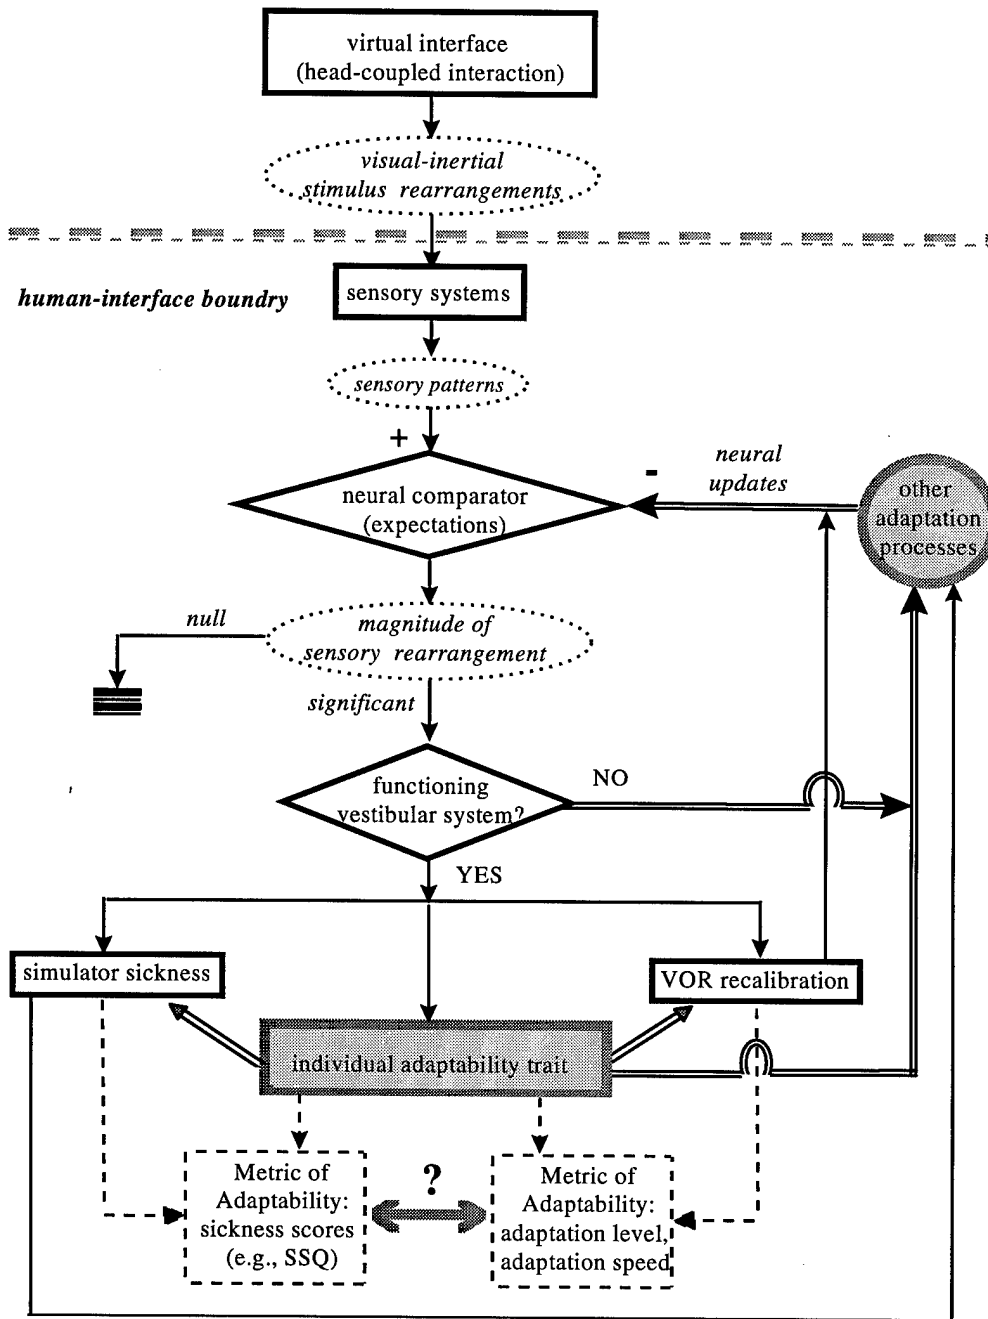 virtual interface
(head-coupled interaction)
visual-inertial
stimulus rearrangements
human-interface boundry
sensory systems
sensory patterns
+
-
neural
updates
neural comparator
(expectations)
other
adaptation
processes
null
magnitude of
sensory rearrangement
significant
functioning
vestibular system?
NO
YES
simulator sickness
VOR recalibration
individual adaptability trait
Metric of
Adaptability:
sickness scores
(e.g., SSQ)
?
Metric of
Adaptability:
adaptation level,
adaptation speed